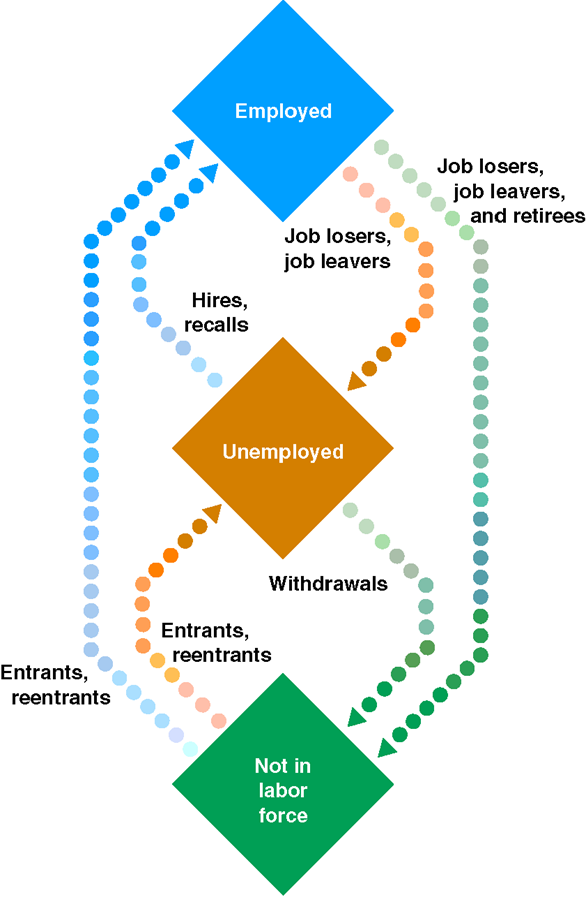 Employed
Job losers,
job leavers,
and retirees
Job losers,
job leavers
Hires,
recalls
Unemployed
Withdrawals
Entrants,
reentrants
Entrants,
reentrants
Not in
labor
force